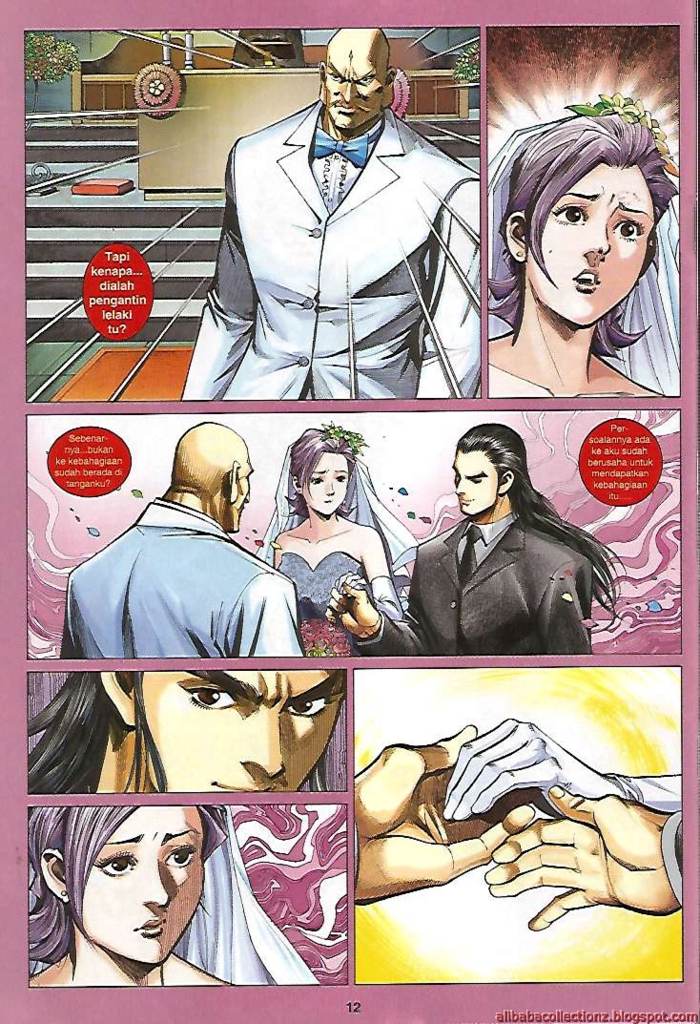 Tapi
kenapa...
dialah
pengantin
lelaki
tu?
Sebenar-
nya...bukan
ke kebahagiaan
sudah berada di
tanganku?
Per-
soalannya ada
ke aku sudah
berusaha untuk
mendapatkan
kebahagiaan
itu.....
12
alibabacollectionz.blogspot.com